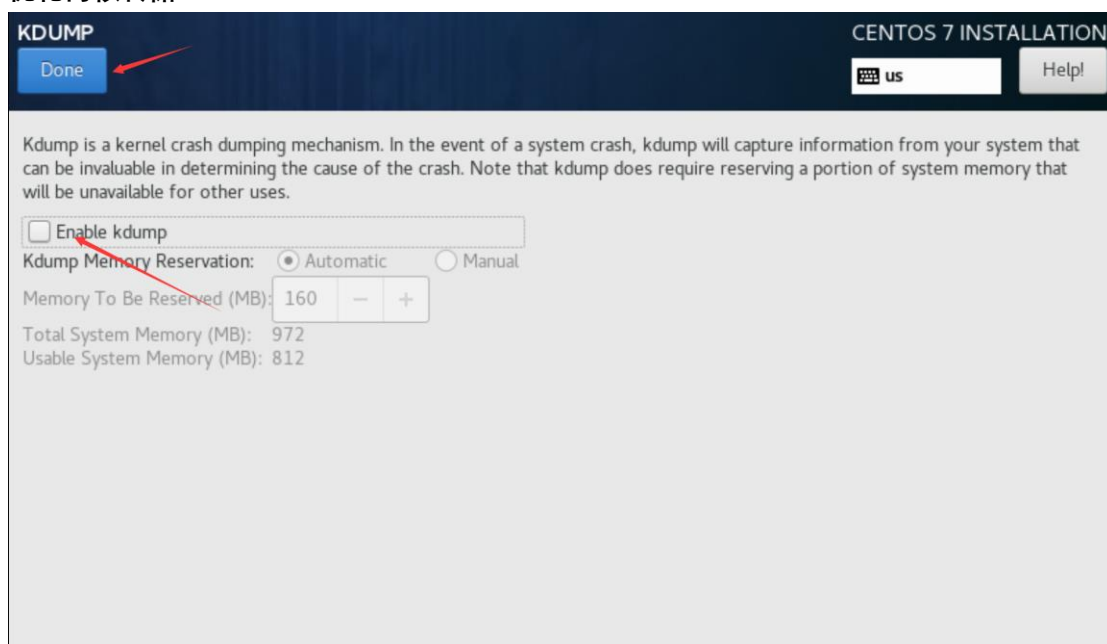 KDUMP
CENTOS 7 INSTALLATION
Done
us
Help!
Kdump is a kernel crash dumping mechanism. In the event of a system crash, kdump will capture information from your system that
can be invaluable in determining the cause of the crash. Note that kdump does require reserving a portion of system memory that
will be unavailable for other uses.
Enable kdump
Kdump Memory Reservation: Automatic Manual
Memory To Be Reserved (MB): 160 − +
Total System Memory (MB): 972
Usable System Memory (MB): 812